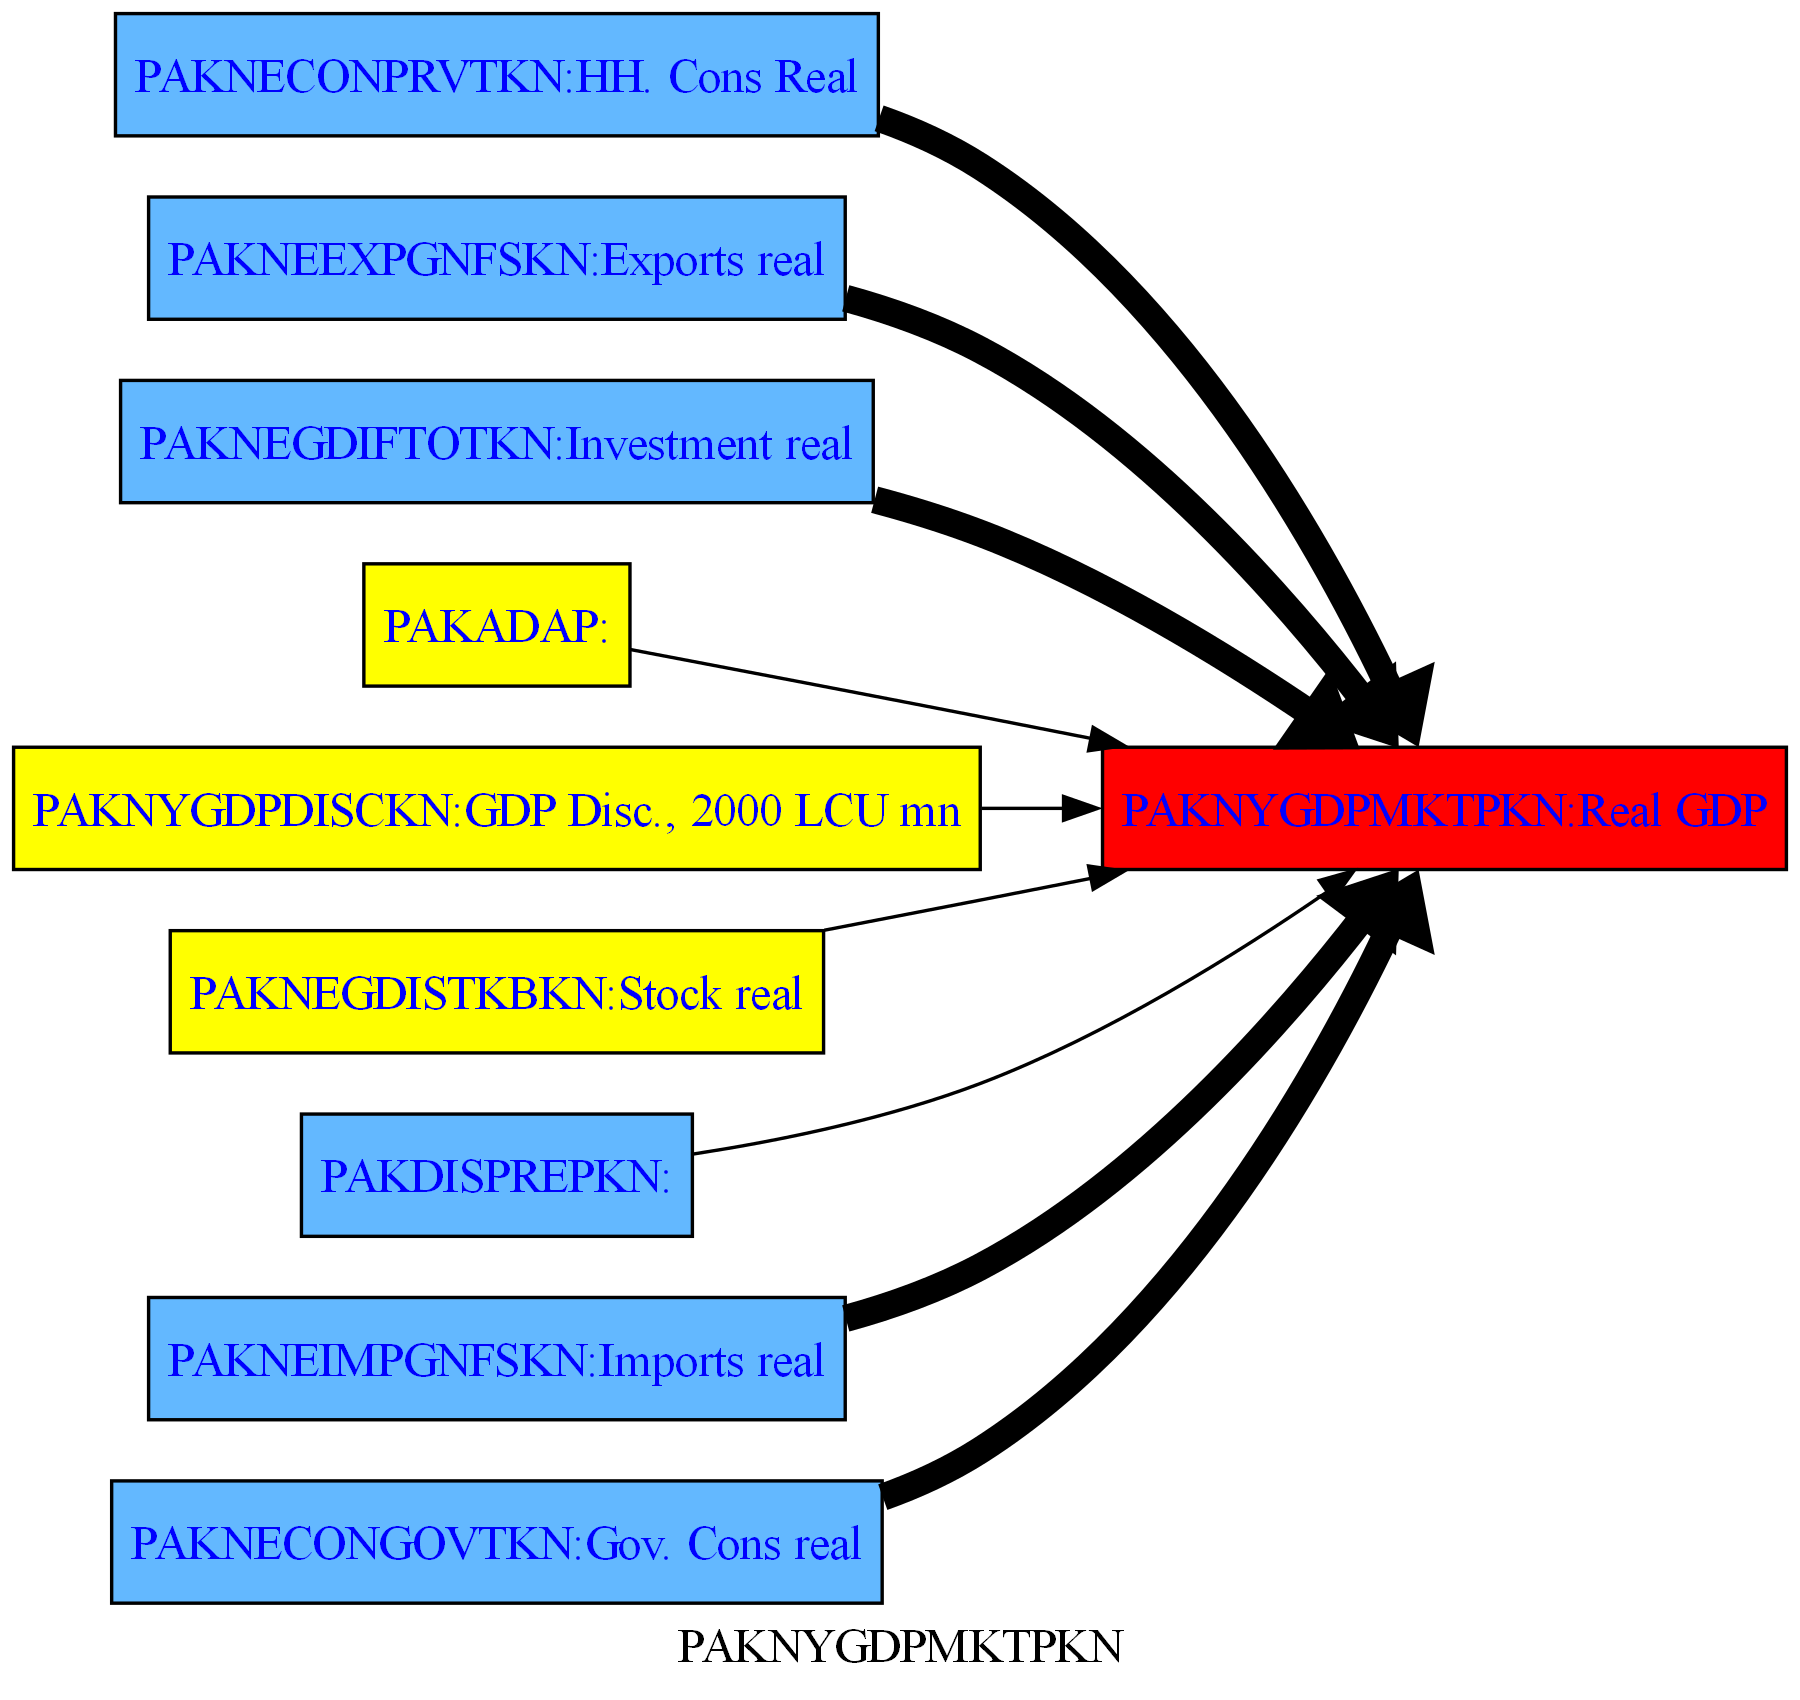 PAKNECONPRVTKN:HH. Cons Real
PAKNEEXPGNFSKN:Exports real
PAKNEGDIFTOTKN:Investment real
PAKADAP:
PAKNYGDPDISCKN:GDP Disc., 2000 LCU mn
PAKNYGDPMKTPKN:Real GDP
PAKNEGDISTKBKN:Stock real
PAKDISPREPKN:
PAKNEIMPGNFSKN:Imports real
PAKNECONGOVTKN:Gov. Cons real
PAKNYGDPMKTPKN